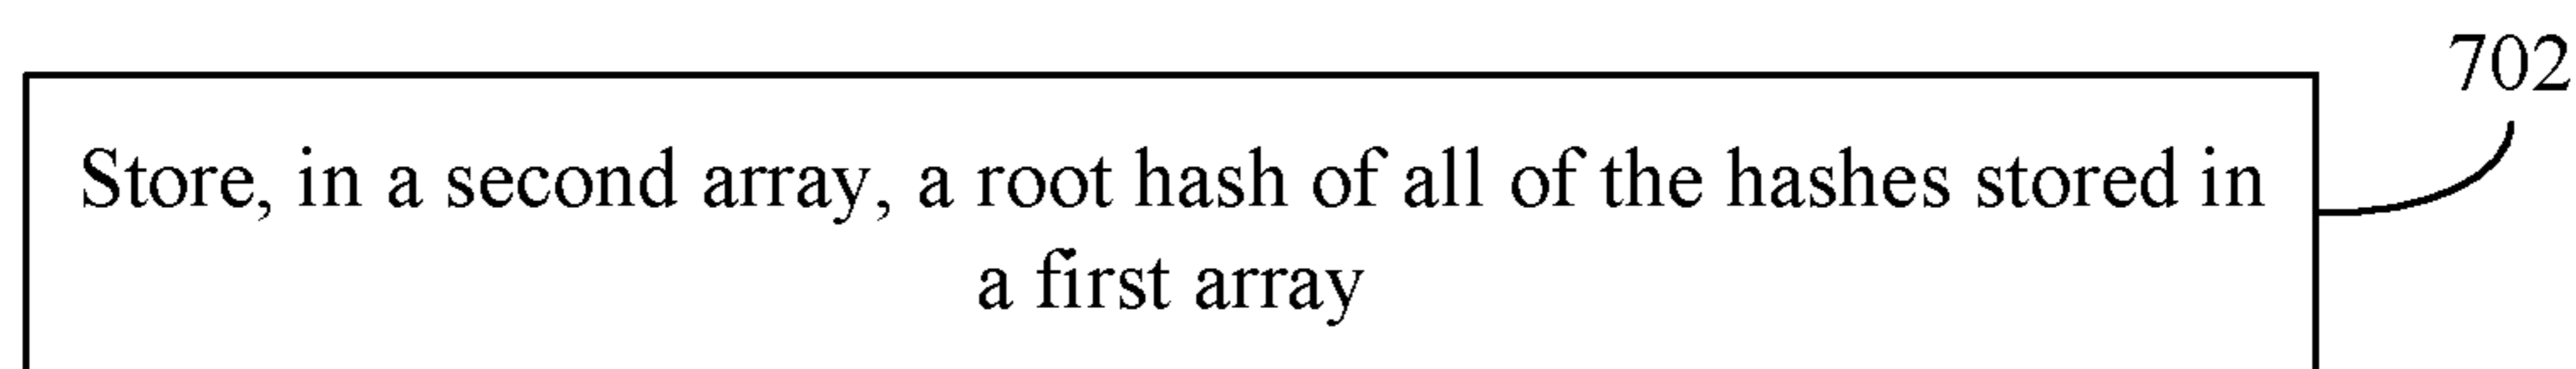 702
Store, in a second array, a root hash of all of the hashes stored in
a first array